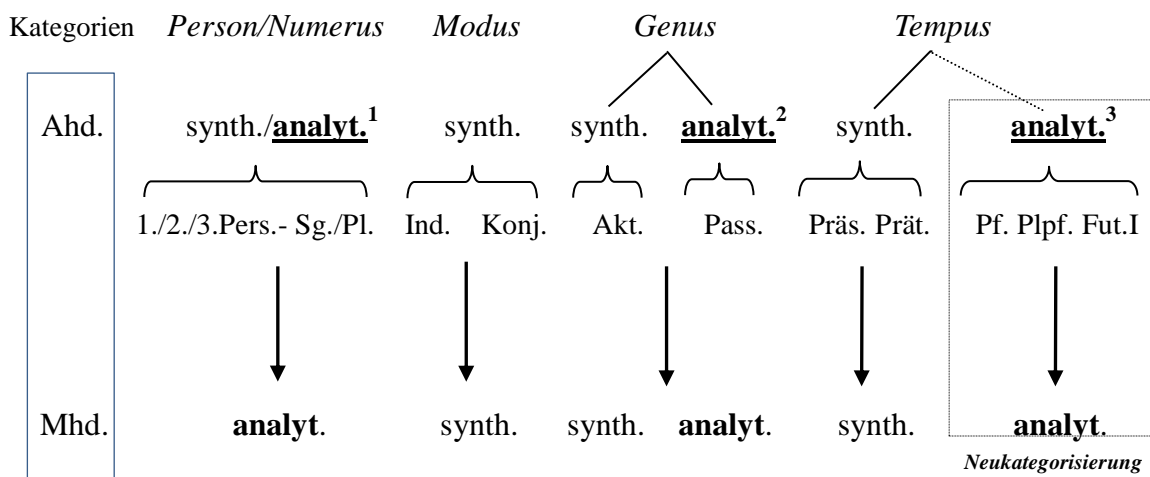 Kategorien Person/Numerus Modus Genus Tempus
Ahd. synth./analyt.1 synth. synth. analyt.2 synth. analyt.3
1./2./3.Pers.- Sg./Pl. Ind. Konj. Akt. Pass. Präs. Prät. Pf. Plpf. Fut.I
Mhd. analyt. synth. synth. analyt. synth. analyt.
Neukategorisierung